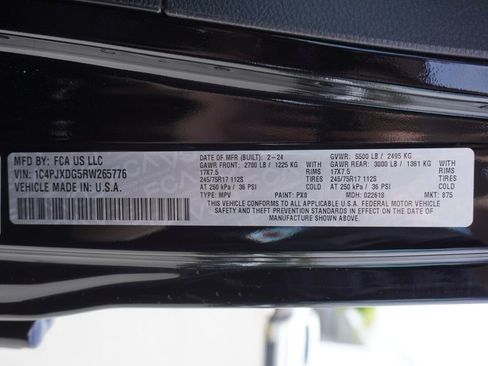 MFD BY: FCA US LLC
VIN: 1C4PJXDG5RW265776
VEHICLE MADE IN: U.S.A.
DATE OF MFR (BUILT): 2-24 GVWR: 5500 LB / 2495 KG
GAWR FRONT: 2700 LB / 1225 KG WITH GAWR REAR: 3000 LB / 1361 KG WITH
17X7.5 RIMS 17X7.5 RIMS
245/75R17 112S TIRES 245/75R17 112S TIRES
AT 250 kPa / 36 PSI AT 250 kPa / 36 PSI
TYPE: MPV PAINT: PX8 MDH: 022618 MKT: 875
THIS VEHICLE CONFORMS TO ALL APPLICABLE U.S.A. FEDERAL MOTOR VEHICLE
SAFETY AND THEFT PREVENTION STANDARDS IN EFFECT ON THE DATE OF
MANUFACTURE SHOWN ABOVE.